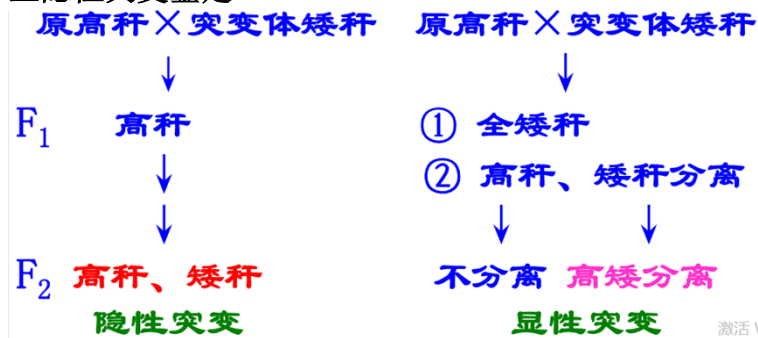 原高秆×突变体矮秆 原高秆×突变体矮秆
F1 高秆 ① 全矮秆
② 高秆、矮秆分离
F2 高秆、矮秆 不分离 高矮分离
隐性突变 显性突变
激活